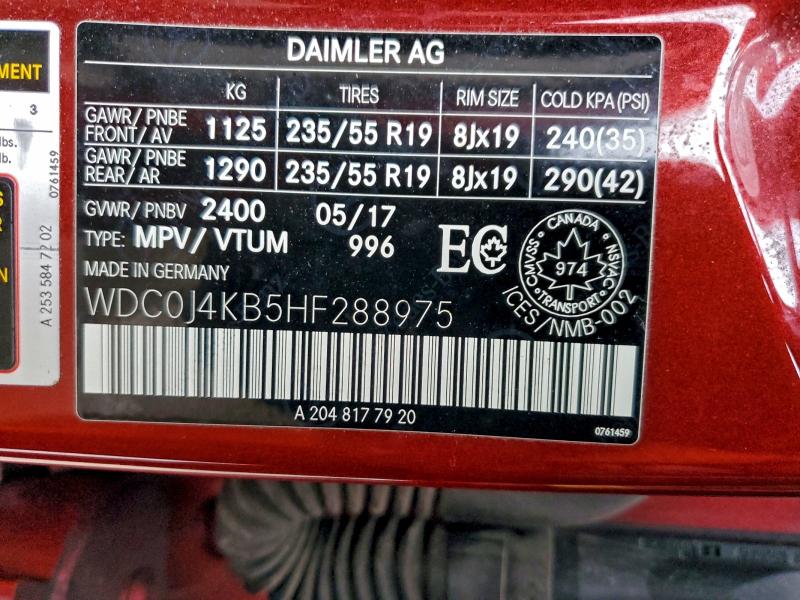 DAIMLER AG
KG TIRES RIM SIZE COLD KPA(PSI)
GAWR/PNBE FRONT/AV 1125 235/55 R19 8Jx19 240(35)
GAWR/PNBE REAR/AR 1290 235/55 R19 8Jx19 290(42)
GVWR/PNBV 2400 05/17
TYPE: MPV/VTUM 996
EC
CANADA
CMVSS NSVAC
974
TRANSPORT
ICES/NMB-002
MADE IN GERMANY
WDC0J4KB5HF288975
A 204 817 79 20
0761459
MENT
3
lbs.
lb.
0761459
A 253 584 72 02
S
R
N